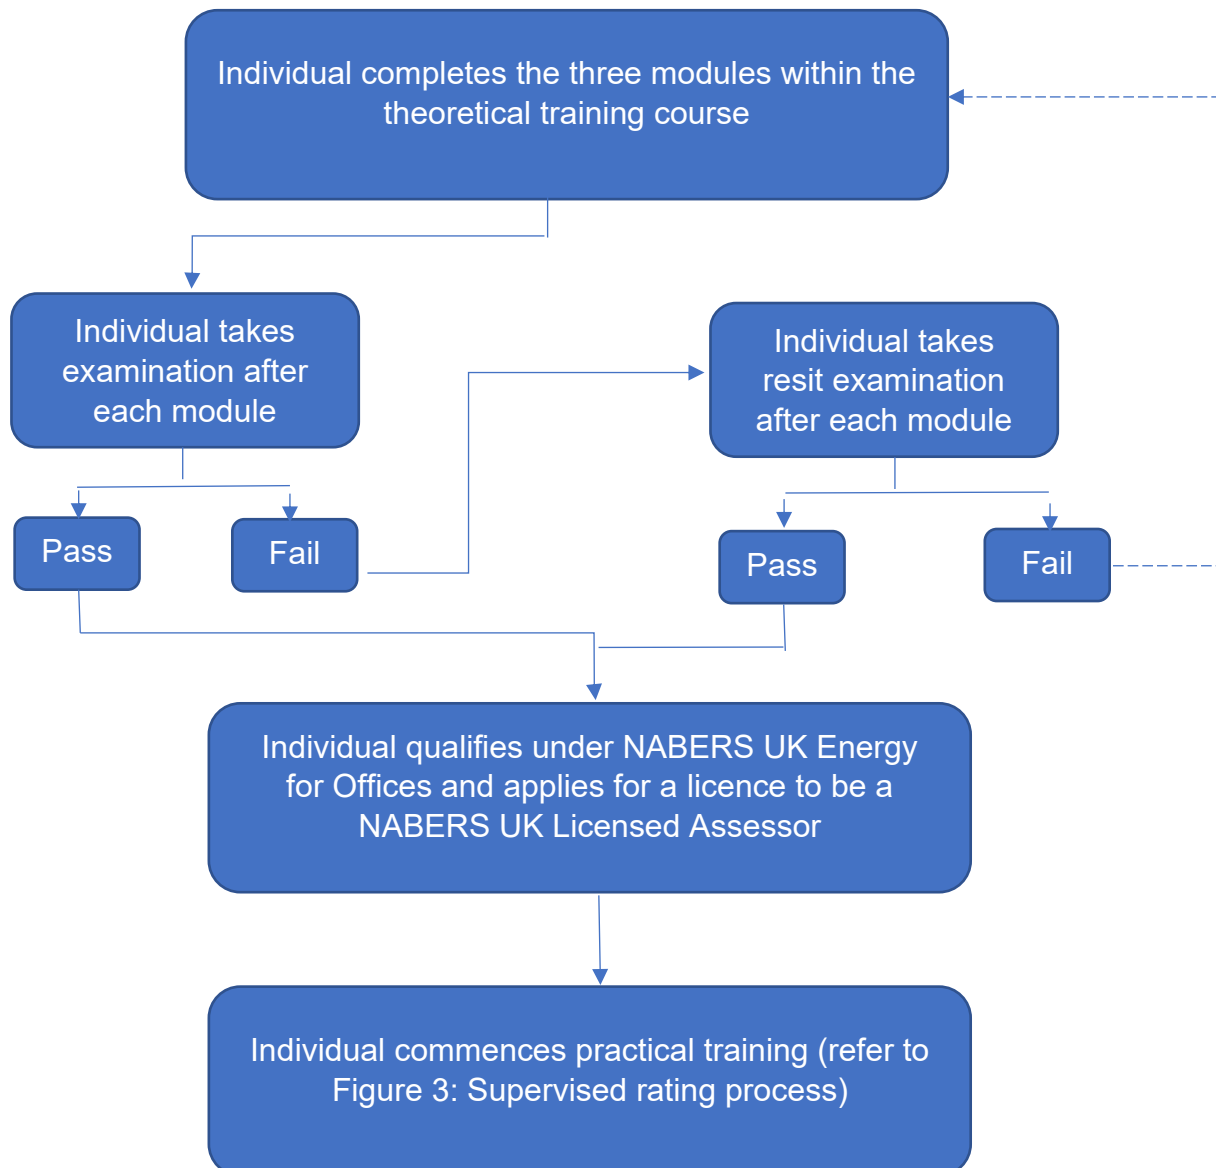 Individual completes the three modules within the
theoretical training course
Individual takes
examination after
each module
Individual takes
resit examination
after each module
Pass
Fail
Pass
Fail
Individual qualifies under NABERS UK Energy
for Offices and applies for a licence to be a
NABERS UK Licensed Assessor
Individual commences practical training (refer to
Figure 3: Supervised rating process)